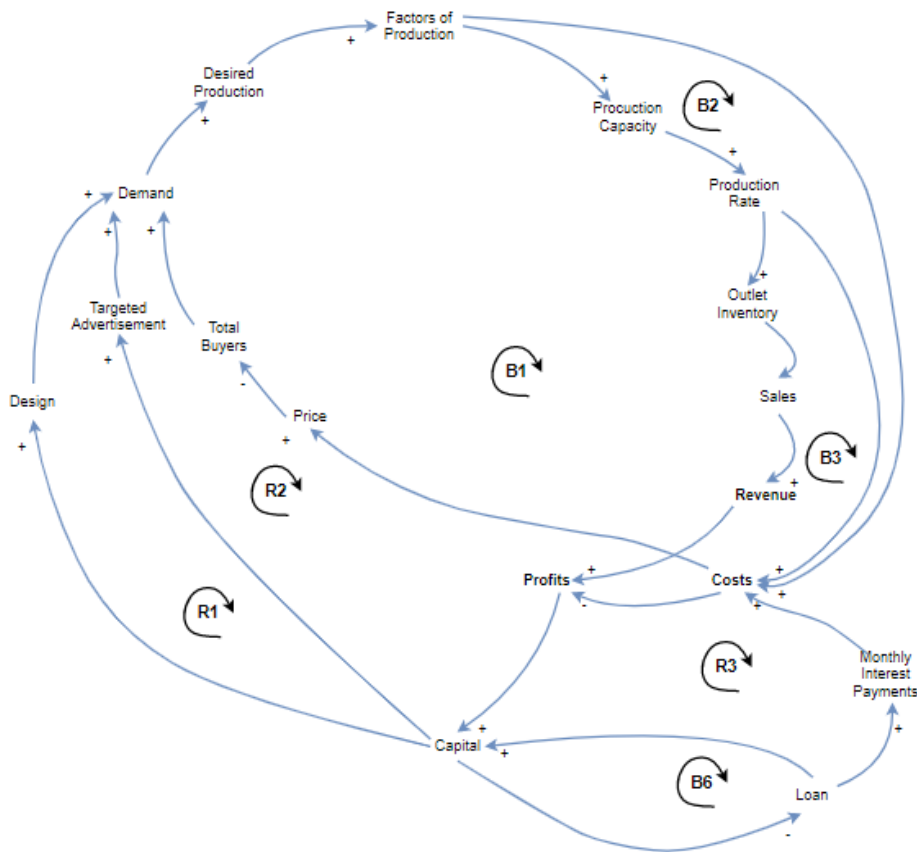 Factors of
Production
+
Desired
Production
+
+
Procuction
Capacity
B2
+
Production
Rate
+
Demand
+
+
+
Outlet
Inventory
Targeted
Advertisement
+
Total
Buyers
-
B1
Sales
Design
+
Price
+
B3
R2
Revenue
+
Profits
+
-
Costs
+
+
+
R1
R3
Monthly
Interest
Payments
+
Capital
+
+
B6
Loan
-